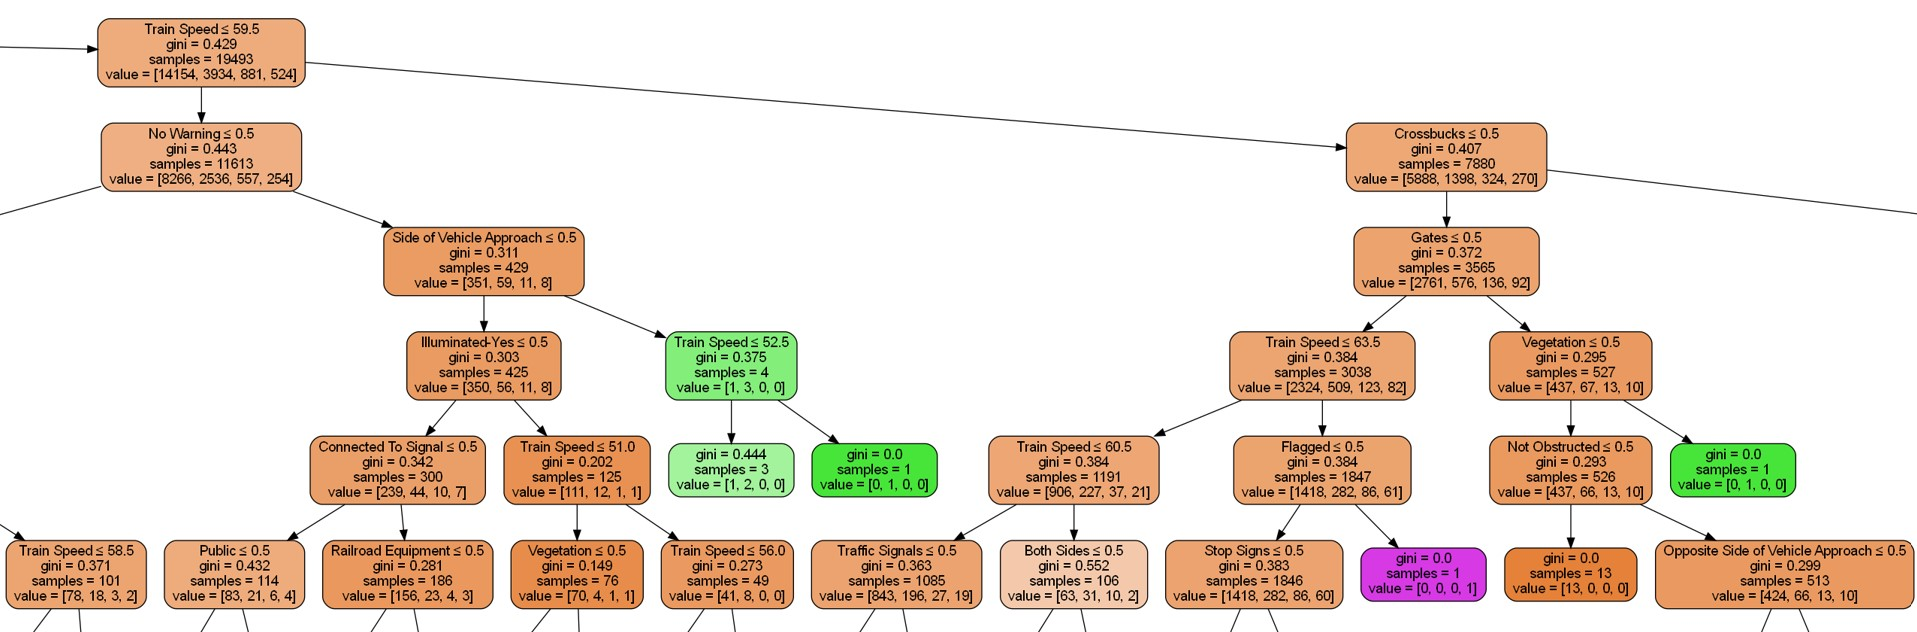 Train Speed ≤ 59.5
gini = 0.429
samples = 19493
value = [14154, 3934, 881, 524]
No Warning ≤ 0.5
gini = 0.443
samples = 11613
value = [8266, 2536, 557, 254]
Crossbucks ≤ 0.5
gini = 0.407
samples = 7880
value = [5888, 1398, 324, 270]
Side of Vehicle Approach ≤ 0.5
gini = 0.311
samples = 429
value = [351, 59, 11, 8]
Gates ≤ 0.5
gini = 0.372
samples = 3565
value = [2761, 576, 136, 92]
Illuminated-Yes ≤ 0.5
gini = 0.303
samples = 425
value = [350, 56, 11, 8]
Train Speed ≤ 52.5
gini = 0.375
samples = 4
value = [1, 3, 0, 0]
Train Speed ≤ 63.5
gini = 0.384
samples = 3038
value = [2324, 509, 123, 82]
Vegetation ≤ 0.5
gini = 0.295
samples = 527
value = [437, 67, 13, 10]
Connected To Signal ≤ 0.5
gini = 0.342
samples = 300
value = [239, 44, 10, 7]
Train Speed ≤ 51.0
gini = 0.202
samples = 125
value = [111, 12, 1, 1]
gini = 0.444
samples = 3
value = [1, 2, 0, 0]
gini = 0.0
samples = 1
value = [0, 1, 0, 0]
Train Speed ≤ 60.5
gini = 0.384
samples = 1191
value = [906, 227, 37, 21]
Flagged ≤ 0.5
gini = 0.384
samples = 1847
value = [1418, 282, 86, 61]
Not Obstructed ≤ 0.5
gini = 0.293
samples = 526
value = [437, 66, 13, 10]
gini = 0.0
samples = 1
value = [0, 1, 0, 0]
Train Speed ≤ 58.5
gini = 0.371
samples = 101
value = [78, 18, 3, 2]
Public ≤ 0.5
gini = 0.432
samples = 114
value = [83, 21, 6, 4]
Railroad Equipment ≤ 0.5
gini = 0.281
samples = 186
value = [156, 23, 4, 3]
Vegetation ≤ 0.5
gini = 0.149
samples = 76
value = [70, 4, 1, 1]
Train Speed ≤ 56.0
gini = 0.273
samples = 49
value = [41, 8, 0, 0]
Traffic Signals ≤ 0.5
gini = 0.363
samples = 1085
value = [843, 196, 27, 19]
Both Sides ≤ 0.5
gini = 0.552
samples = 106
value = [63, 31, 10, 2]
Stop Signs ≤ 0.5
gini = 0.383
samples = 1846
value = [1418, 282, 86, 60]
gini = 0.0
samples = 1
value = [0, 0, 0, 1]
gini = 0.0
samples = 13
value = [13, 0, 0, 0]
Opposite Side of Vehicle Approach ≤ 0.5
gini = 0.299
samples = 513
value = [424, 66, 13, 10]